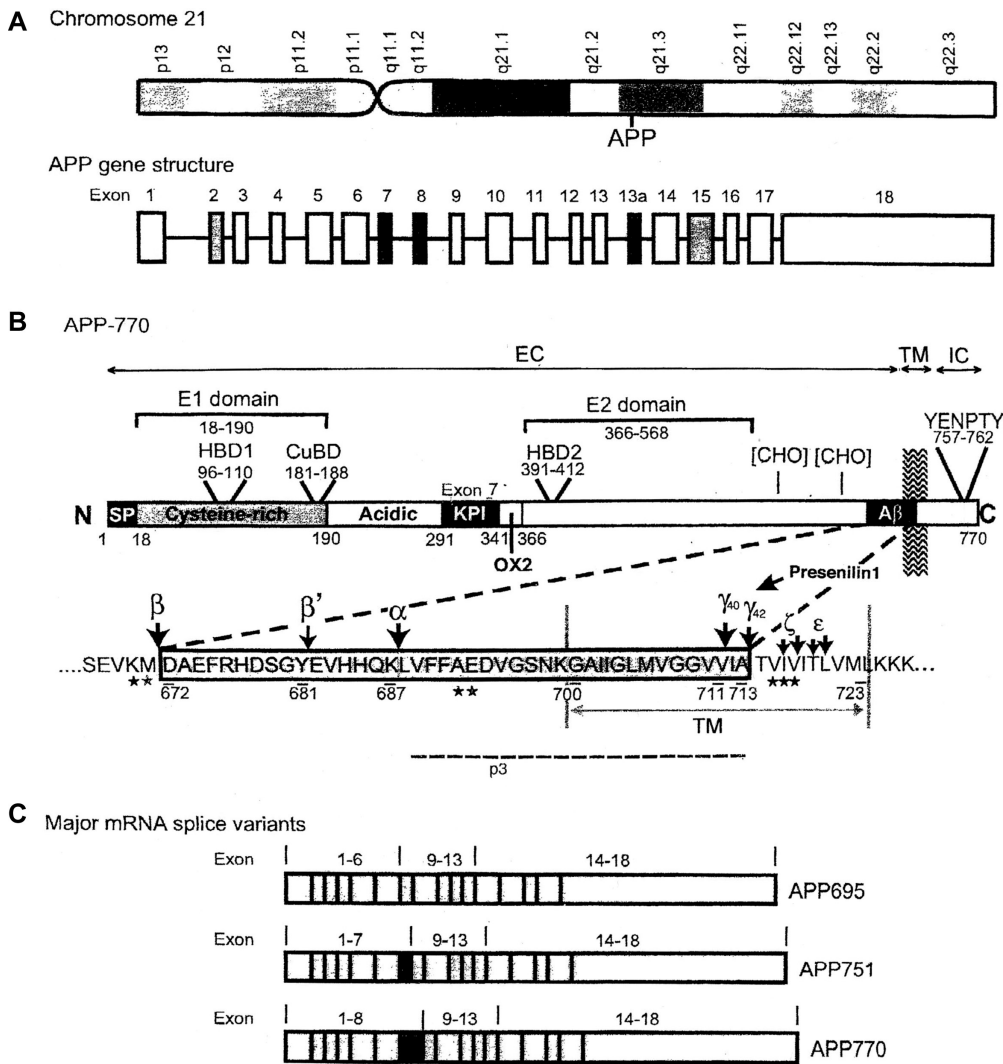 A
Chromosome 21
p13 p12 p11.2 p11.1 q11.1 q11.2 q21.1 q21.2 q21.3 q22.11 q22.12 q22.13 q22.2 q22.3
APP
APP gene structure
Exon 1 2 3 4 5 6 7 8 9 10 11 12 13 13a 14 15 16 17 18
B
APP-770
EC TM IC
E1 domain E2 domain YENPTY
18-190 366-568 757-762
HBD1 CuBD HBD2 [CHO] [CHO]
96-110 181-188 391-412
Exon 7
N SP Cysteine-rich Acidic KPI Aβ C
1 18 190 291 341 366 770
OX2
Presenilin1
β β' α γ40 γ42 ζ ε
....SEVKMDAEFRHDSGYEVHHQKLVFFAEDVGSNKGAIIGLMVGGVVIATVIVITLVMLKKK...
★★ ★★ ★★★
672 681 687 700 711 713 723
TM
p3
C
Major mRNA splice variants
Exon 1-6 9-13 14-18
APP695
Exon 1-7 9-13 14-18
APP751
Exon 1-8 9-13 14-18
APP770